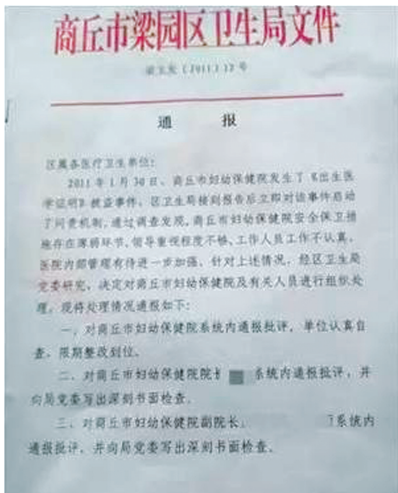 商丘市梁园区卫生局文件
梁卫发〔2011〕12号
通 报
区属各医疗卫生单位:
2011年1月30日、商丘市妇幼保健院发生了《出生医
学证明》被盗事件、区卫生局接到报告后立即对该事件启动
了问责机制,通过调查发现,商丘市妇幼保健院安全保卫措
施存在薄弱环节,领导重视程度不够、工作人员工作不认真、
医院内部管理有待进一步加强。针对上述情况,经区卫生局
党委研究,决定对商丘市妇幼保健院及有关人员进行组织处
理,现将处理情况通报如下:
一、对商丘市妇幼保健院系统内通报批评,单位认真自
查、限期整改到位。
二、对商丘市妇幼保健院院长 系统内通报批评,并
向局党委写出深刻书面检查。
三、对商丘市妇幼保健院副院长 系统内
通报批评、并向局党委写出深刻书面检查。